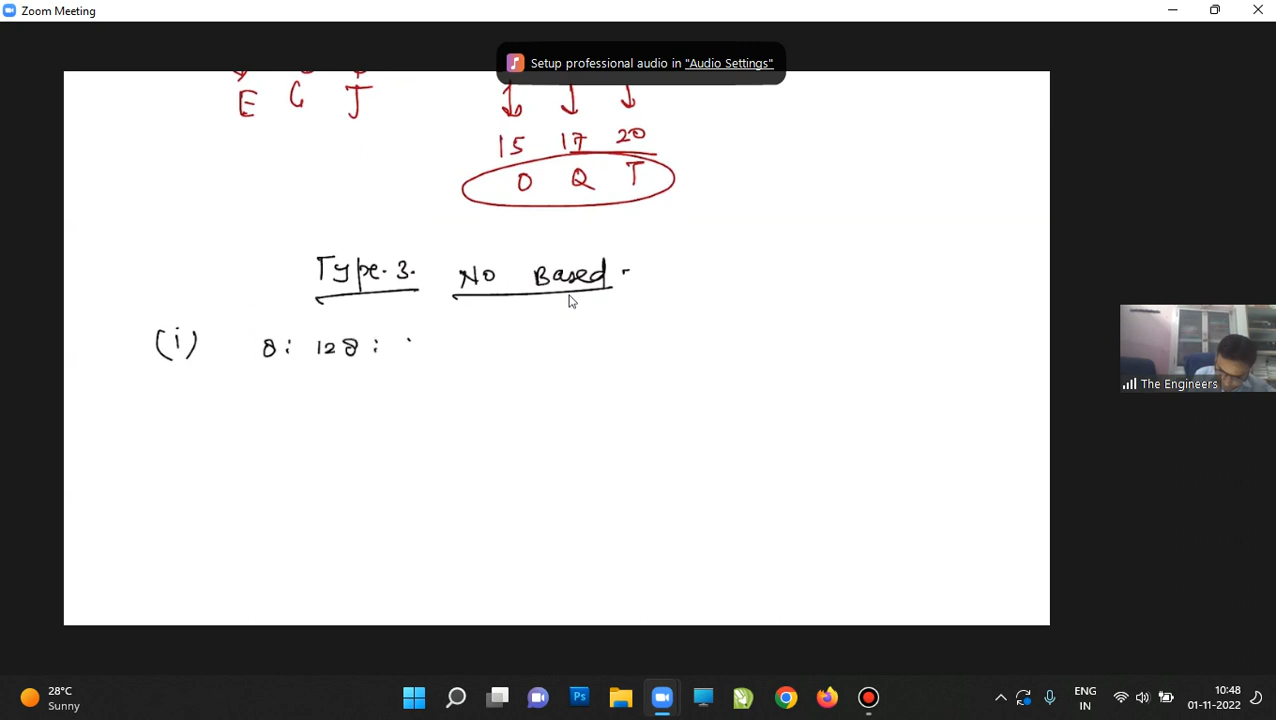 Zoom Meeting
Setup professional audio in "Audio Settings"
E G J
15 17 20
O Q T
Type. 3. No Based -
(i) 8 : 128 : .
The Engineers
28°C
Sunny
Ps
ENG
IN
10:48
01-11-2022